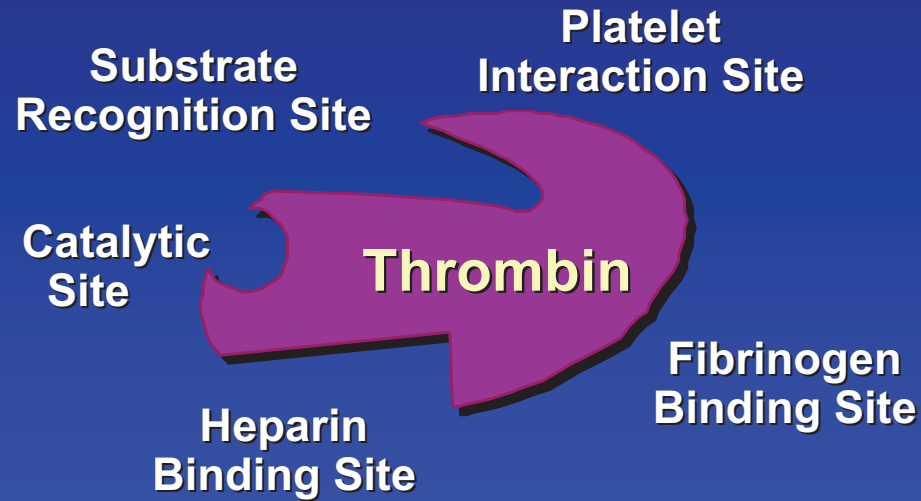 Platelet
Interaction Site
Substrate
Recognition Site
Catalytic
Site
Thrombin
Fibrinogen
Binding Site
Heparin
Binding Site